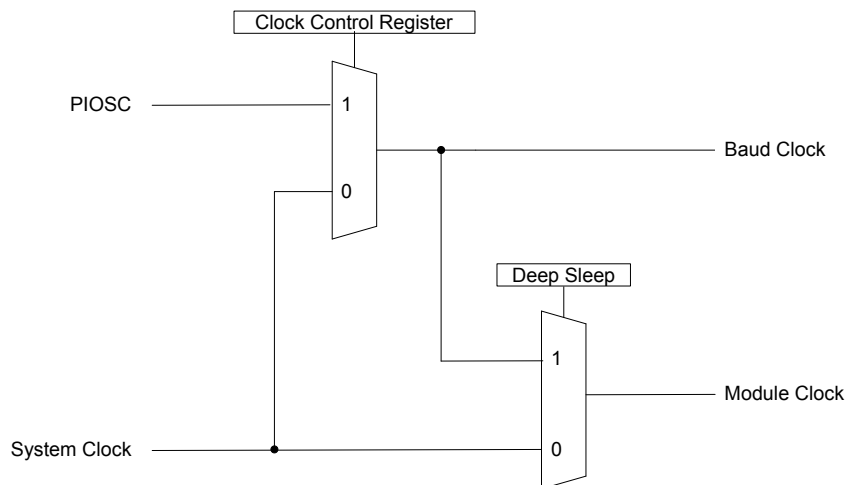 Clock Control Register
PIOSC
1
Baud Clock
0
Deep Sleep
1
Module Clock
System Clock
0